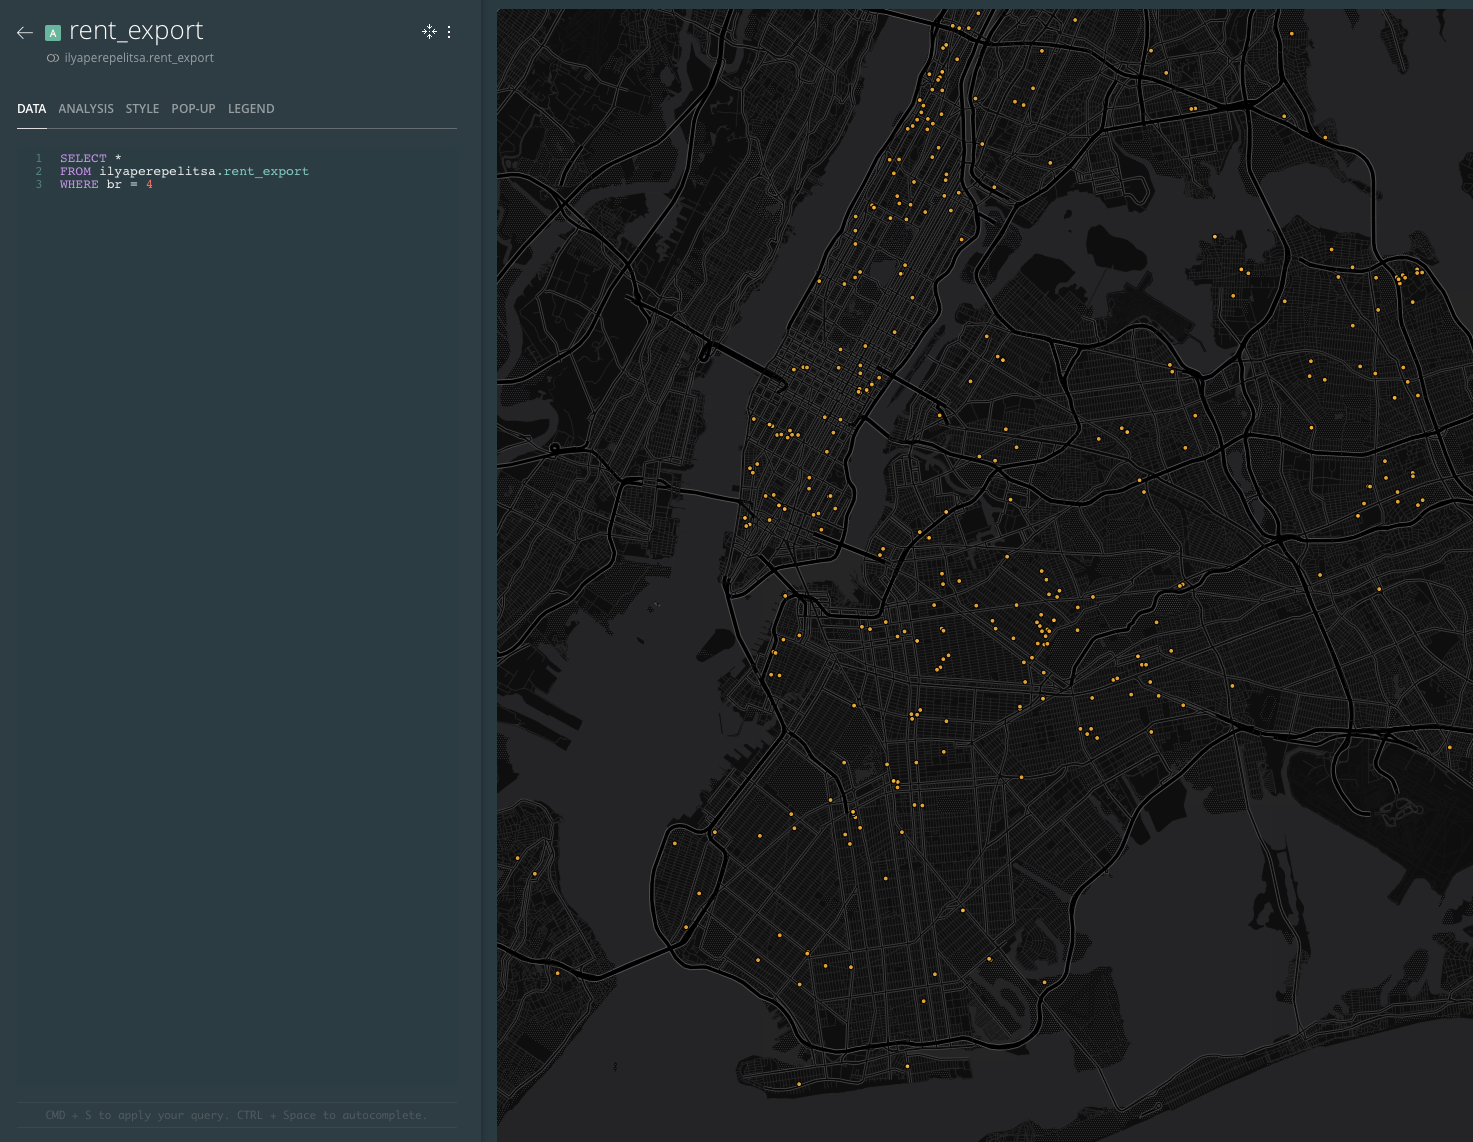 A rent_export
ilyaperepelitsa.rent_export
DATA ANALYSIS STYLE POP-UP LEGEND
1 SELECT *
2 FROM ilyaperepelitsa.rent_export
3 WHERE br = 4
CMD + S to apply your query. CTRL + Space to autocomplete.